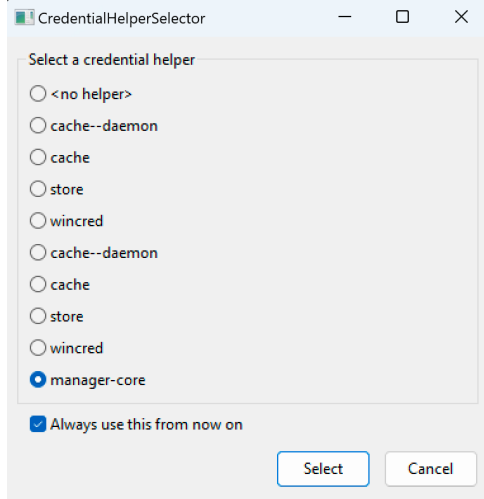 CredentialHelperSelector
Select a credential helper
<no helper>
cache--daemon
cache
store
wincred
cache--daemon
cache
store
wincred
manager-core
Always use this from now on
Select
Cancel